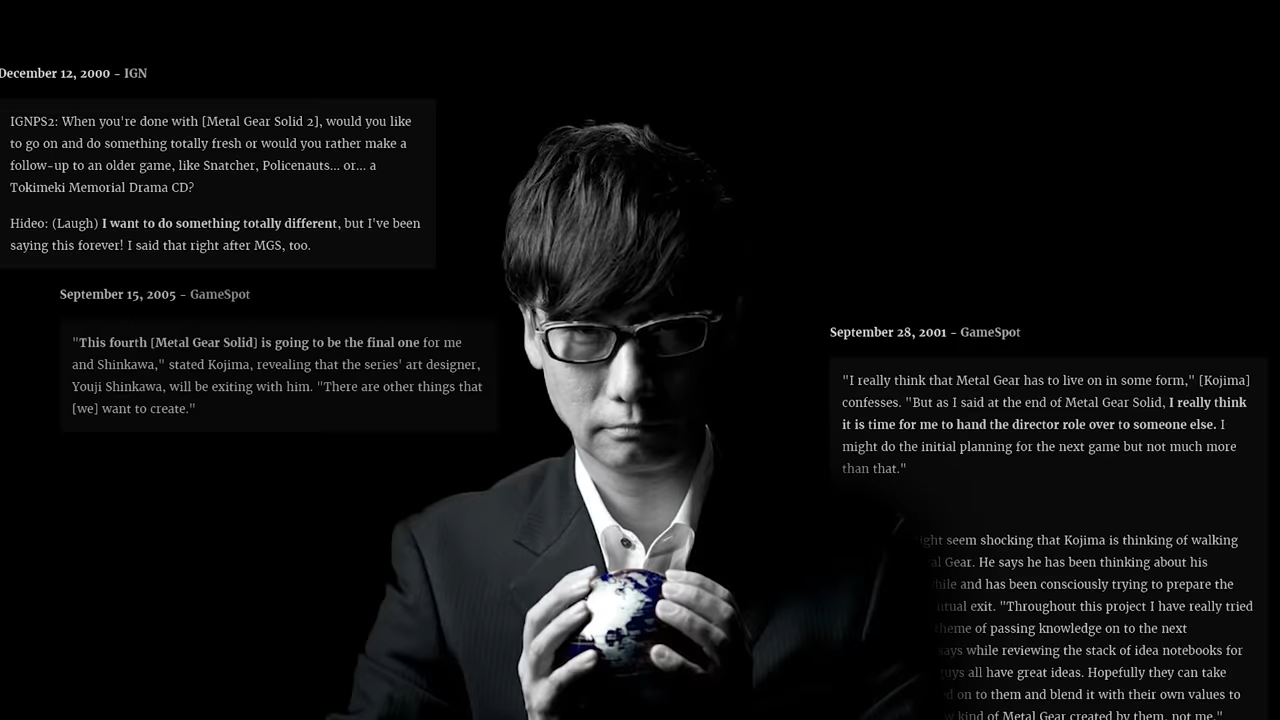 December 12, 2000 - IGN
IGNPS2: When you're done with [Metal Gear Solid 2], would you like
to go on and do something totally fresh or would you rather make a
follow-up to an older game, like Snatcher, Policenauts... or... a
Tokimeki Memorial Drama CD?
Hideo: (Laugh) I want to do something totally different, but I've been
saying this forever! I said that right after MGS, too.
September 15, 2005 - GameSpot
"This fourth [Metal Gear Solid] is going to be the final one for me
and Shinkawa," stated Kojima, revealing that the series' art designer,
Youji Shinkawa, will be exiting with him. "There are other things that
[we] want to create."
September 28, 2001 - GameSpot
"I really think that Metal Gear has to live on in some form," [Kojima]
confesses. "But as I said at the end of Metal Gear Solid, I really think
it is time for me to hand the director role over to someone else. I
might do the initial planning for the next game but not much more
than that."
seem shocking that Kojima is thinking of walking
Gear. He says he has been thinking about his
and has been consciously trying to prepare the
exit. "Throughout this project I have really tried
of passing knowledge on to the next
says while reviewing the stack of idea notebooks for
guys all have great ideas. Hopefully they can take
on to them and blend it with their own values to
kind of Metal Gear created by them, not me."